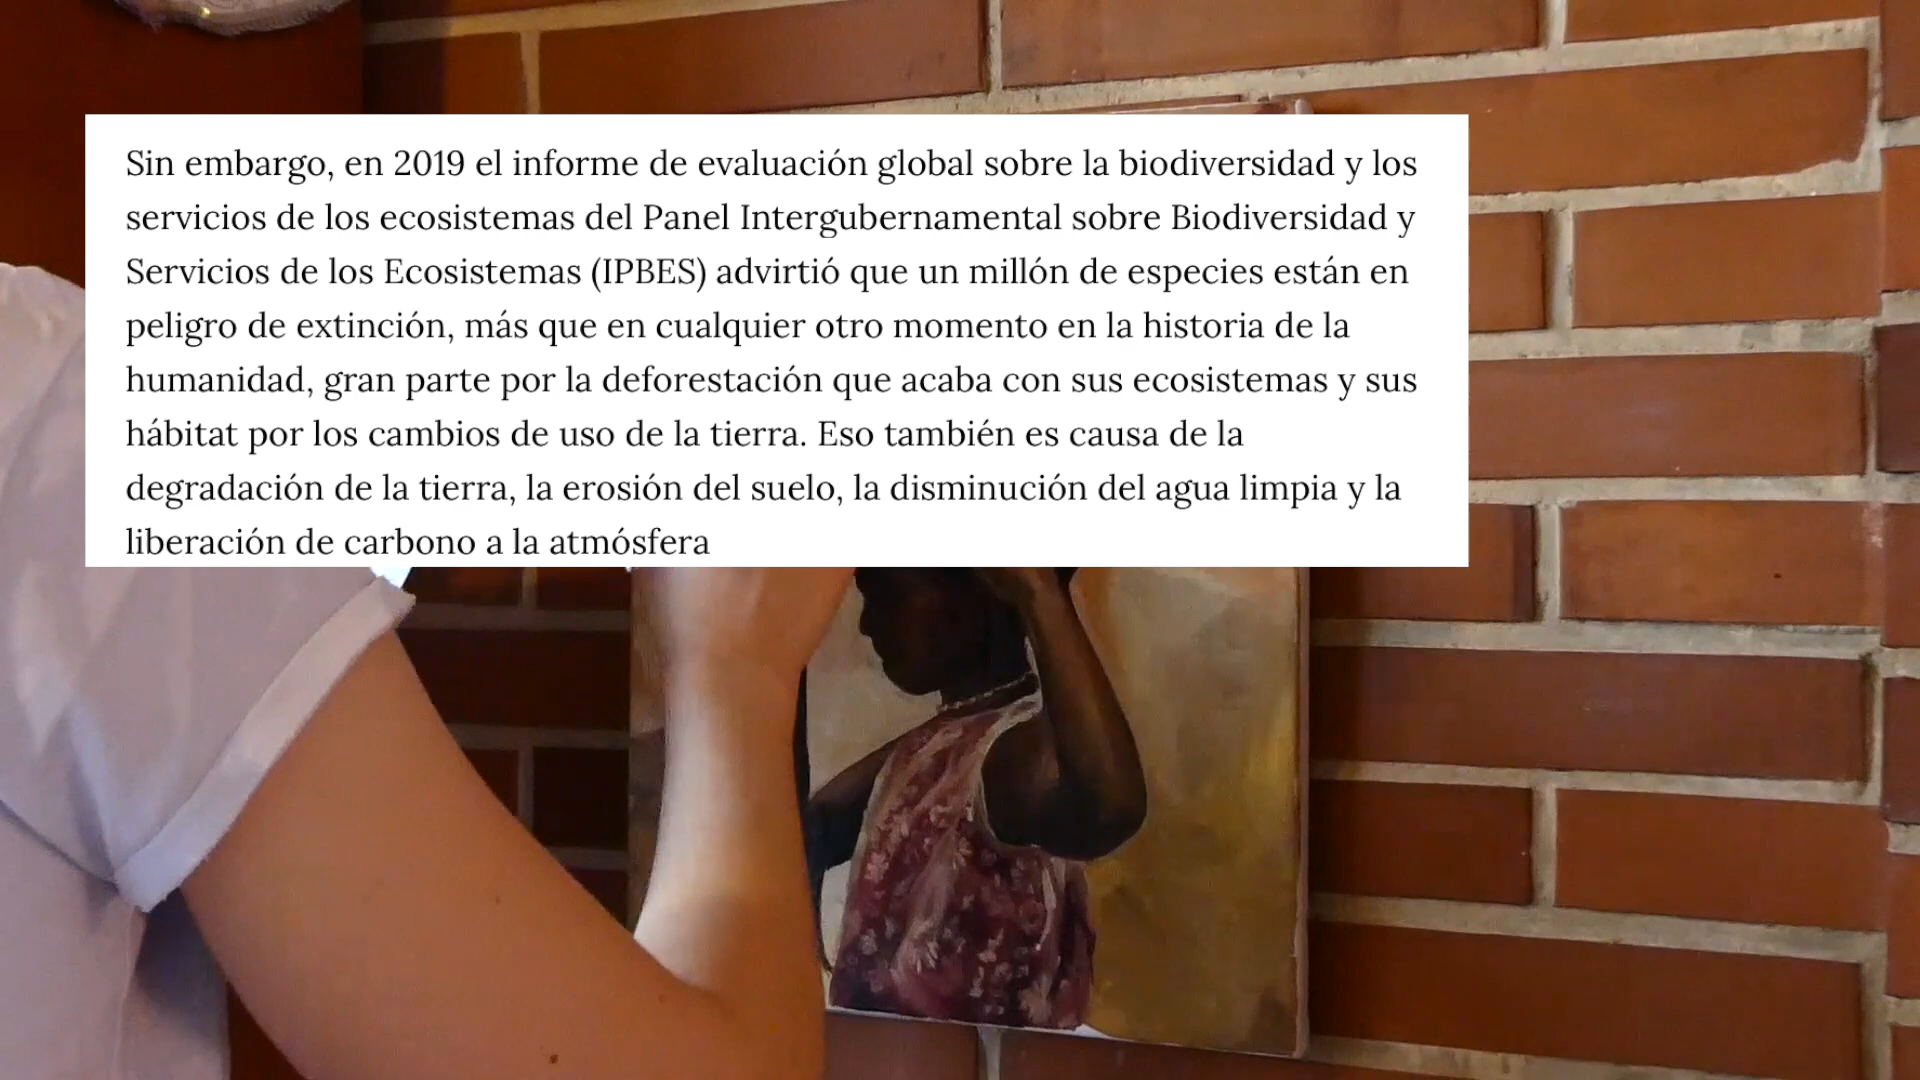 Sin embargo, en 2019 el informe de evaluación global sobre la biodiversidad y los
servicios de los ecosistemas del Panel Intergubernamental sobre Biodiversidad y
Servicios de los Ecosistemas (IPBES) advirtió que un millón de especies están en
peligro de extinción, más que en cualquier otro momento en la historia de la
humanidad, gran parte por la deforestación que acaba con sus ecosistemas y sus
hábitat por los cambios de uso de la tierra. Eso también es causa de la
degradación de la tierra, la erosión del suelo, la disminución del agua limpia y la
liberación de carbono a la atmósfera